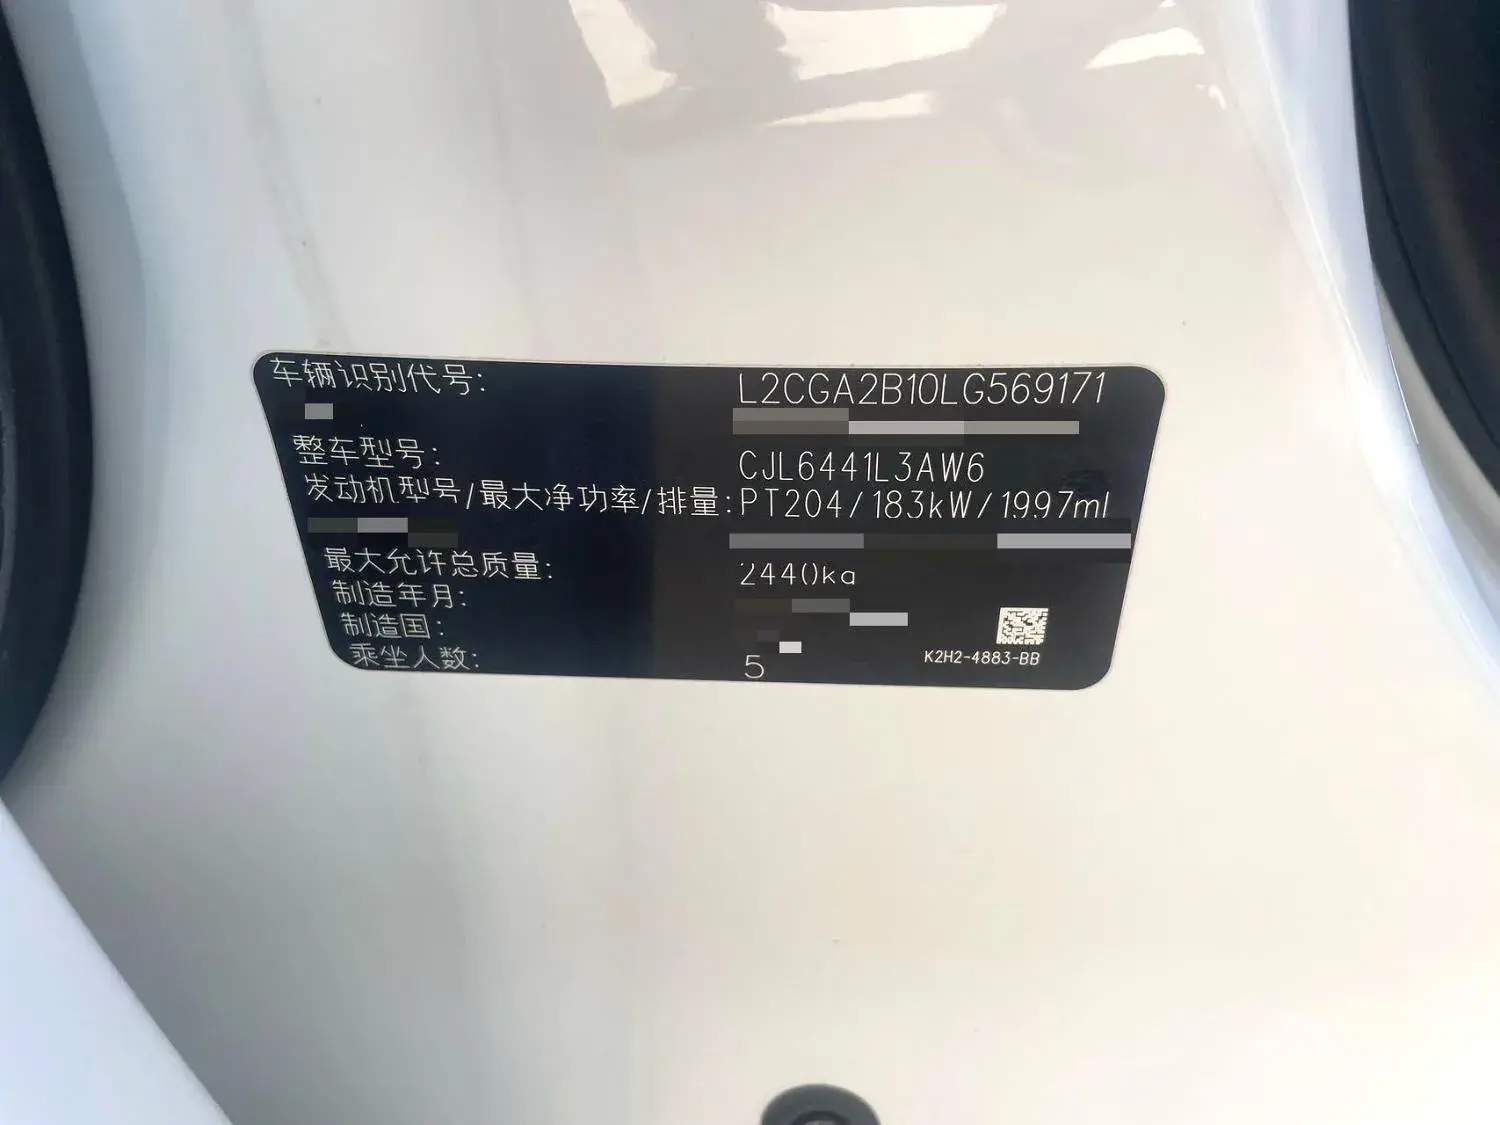 车辆识别代号: L2CGA2B10LG569171
整车型号: CJL6441L3AW6
发动机型号/最大净功率/排量: PT204/183kW/1997ml
最大允许总质量: 2440kg
制造年月:
制造国:
乘坐人数: 5
K2H2-4883-BB